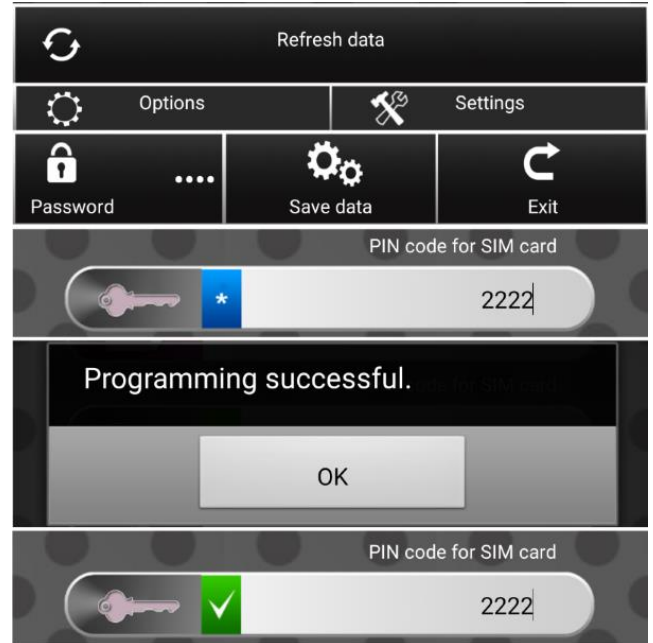 Refresh data
Options Settings
Password .... Save data Exit
PIN code for SIM card
* 2222
Programming successful.
OK
PIN code for SIM card
2222